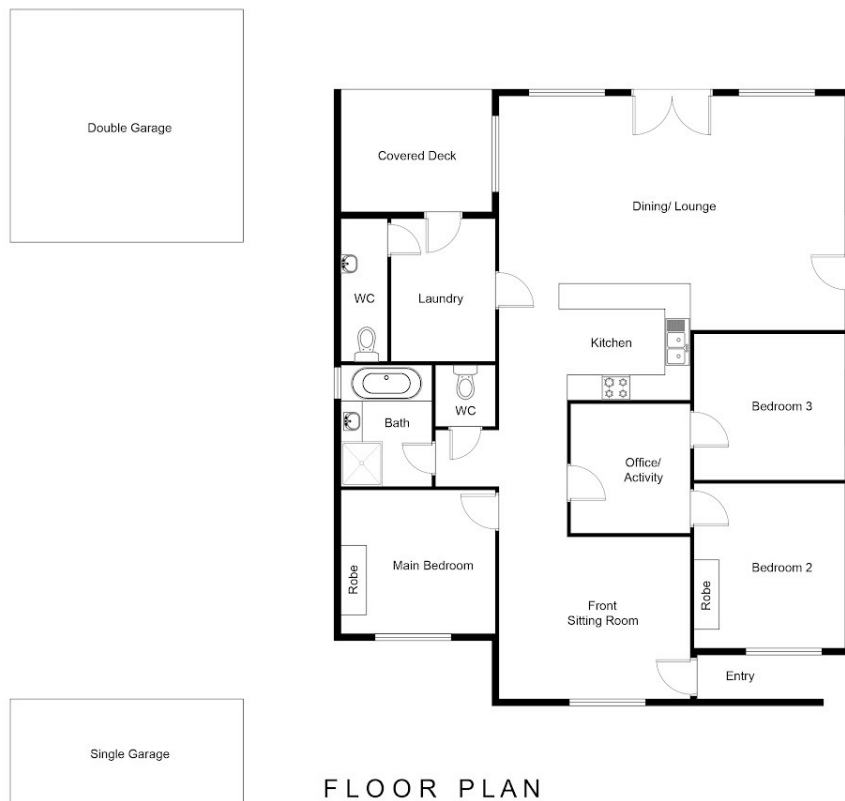 Double Garage
Covered Deck
Dining/ Lounge
WC
Laundry
Kitchen
Bath
WC
Bedroom 3
Office/
Activity
Robe
Main Bedroom
Robe
Bedroom 2
Front
Sitting Room
Entry
Single Garage
FLOOR PLAN